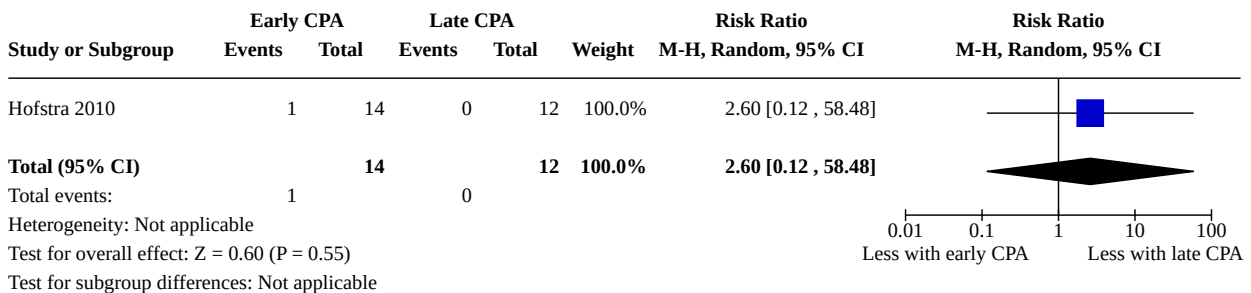 Early CPA Late CPA Risk Ratio Risk Ratio
Study or Subgroup Events Total Events Total Weight M-H, Random, 95% CI M-H, Random, 95% CI
Hofstra 2010 1 14 0 12 100.0% 2.60 [0.12 , 58.48]
Total (95% CI) 14 12 100.0% 2.60 [0.12 , 58.48]
Total events: 1 0
Heterogeneity: Not applicable
0.01 0.1 1 10 100
Test for overall effect: Z = 0.60 (P = 0.55)
Less with early CPA Less with late CPA
Test for subgroup differences: Not applicable